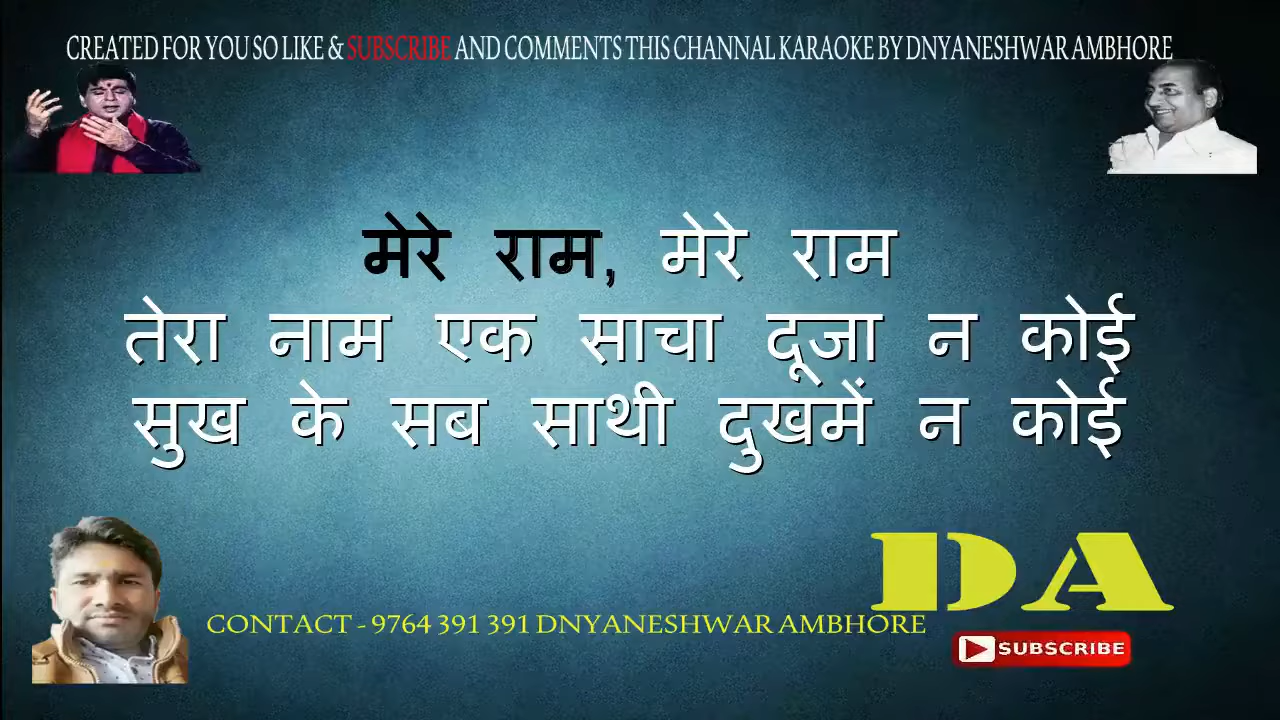 CREATED FOR YOU SO LIKE & SUBSCRIBE AND COMMENTS THIS CHANNAL KARAOKE BY DNYANESHWAR AMBHORE
मेरे राम, मेरे राम
तेरा नाम एक साचा दूजा न कोई
सुख के सब साथी दुखमें न कोई
DA
CONTACT - 9764 391 391 DNYANESHWAR AMBHORE
SUBSCRIBE